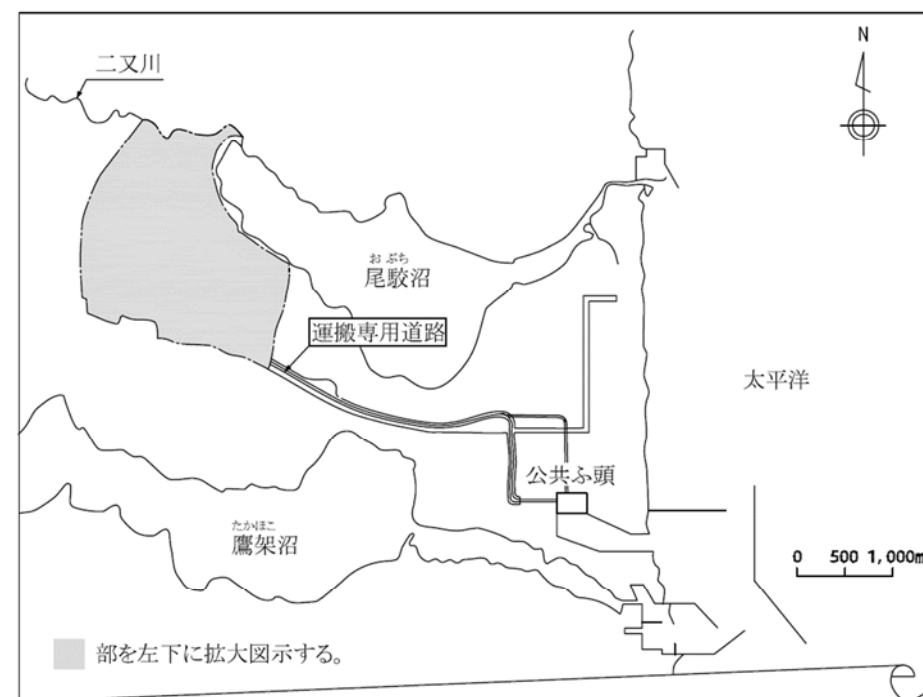 二又川
N
おぶち
尾駮沼
運搬専用道路
太平洋
公共ふ頭
たかほこ
鷹架沼
0 500 1,000m
部を左下に拡大図示する。